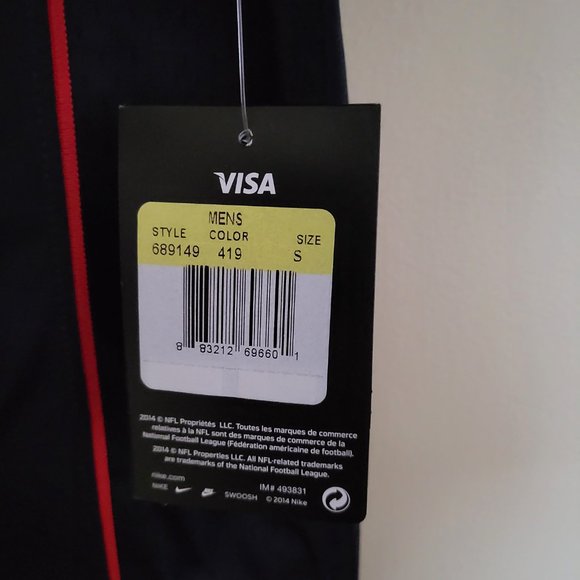 VISA
MENS
STYLE COLOR SIZE
689149 419 S
8 83212 69660 1
2014 © NFL Propriétés LLC. Toutes les marques de commerce
relatives à la NFL sont des marques de commerce de la
National Football League (Fédération américaine de football).
2014 © NFL Properties LLC. All NFL-related trademarks
are trademarks of the National Football League.
nike.com IM# 493831
NIKE SWOOSH © 2014 Nike